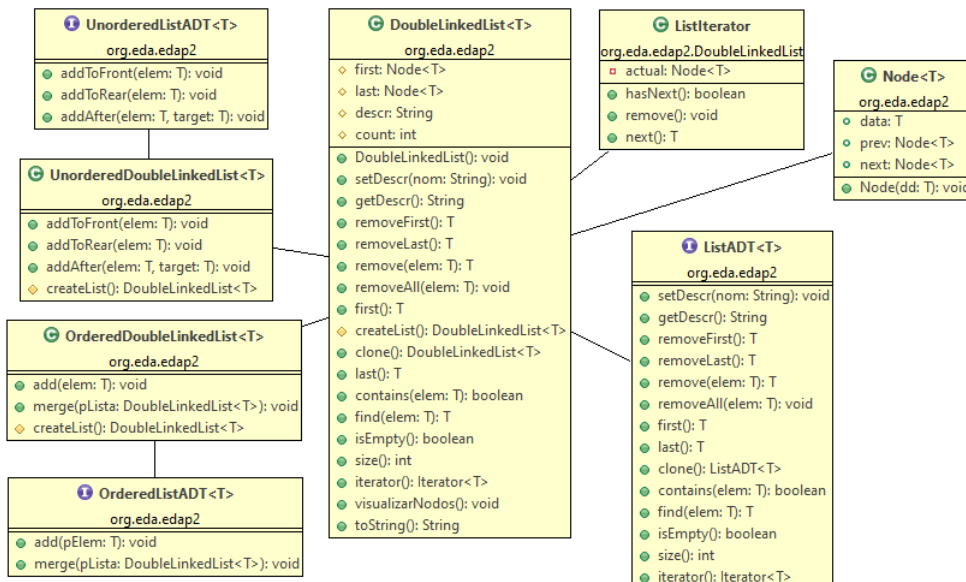 UnorderedListADT<T>
org.eda.edap2
addToFront(elem: T): void
addToRear(elem: T): void
addAfter(elem: T, target: T): void
UnorderedDoubleLinkedList<T>
org.eda.edap2
addToFront(elem: T): void
addToRear(elem: T): void
addAfter(elem: T, target: T): void
createList(): DoubleLinkedList<T>
OrderedDoubleLinkedList<T>
org.eda.edap2
add(elem: T): void
merge(pLista: DoubleLinkedList<T>): void
createList(): DoubleLinkedList<T>
OrderedListADT<T>
org.eda.edap2
add(pElem: T): void
merge(pLista: DoubleLinkedList<T>): void
DoubleLinkedList<T>
org.eda.edap2
first: Node<T>
last: Node<T>
descr: String
count: int
DoubleLinkedList(): void
setDescr(nom: String): void
getDescr(): String
removeFirst(): T
removeLast(): T
remove(elem: T): T
removeAll(elem: T): void
first(): T
createList(): DoubleLinkedList<T>
clone(): DoubleLinkedList<T>
last(): T
contains(elem: T): boolean
find(elem: T): T
isEmpty(): boolean
size(): int
iterator(): Iterator<T>
visualizarNodos(): void
toString(): String
ListIterator
org.eda.edap2.DoubleLinkedList
actual: Node<T>
hasNext(): boolean
remove(): void
next(): T
Node<T>
org.eda.edap2
data: T
prev: Node<T>
next: Node<T>
Node(dd: T): void
ListADT<T>
org.eda.edap2
setDescr(nom: String): void
getDescr(): String
removeFirst(): T
removeLast(): T
remove(elem: T): T
removeAll(elem: T): void
first(): T
last(): T
clone(): ListADT<T>
contains(elem: T): boolean
find(elem: T): T
isEmpty(): boolean
size(): int
iterator(): Iterator<T>